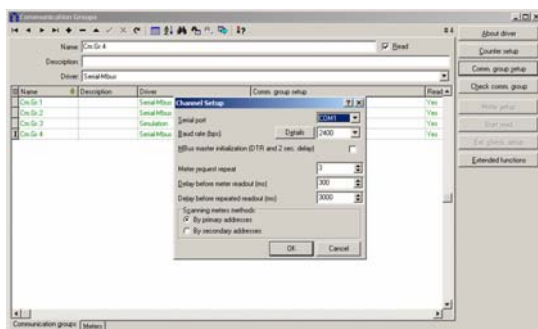 Communication Groups
#4
Name: Cm.Gr 4
Read
Description:
Driver: Serial Mbus
Name Description Driver Comm. group setup Read
Cm.Gr 1 Serial Mbus Yes
Cm.Gr 2 Serial Mbus Yes
Cm.Gr 3 Simulation Yes
Cm.Gr 4 Serial Mbus Yes
Channel Setup
Serial port COM1
Baud rate (bps) Details 2400
MBus master initialization (DTR and 2 sec. delay)
Meter request repeat 3
Delay before meter readout (ms) 300
Delay before repeated readout (ms) 3000
Scanning meters methods
By primary addresses
By secondary addresses
OK Cancel
About driver
Counter setup
Comm. group setup
Check comm. group
Write setup
Start read
Extended functions
Communication groups Meters